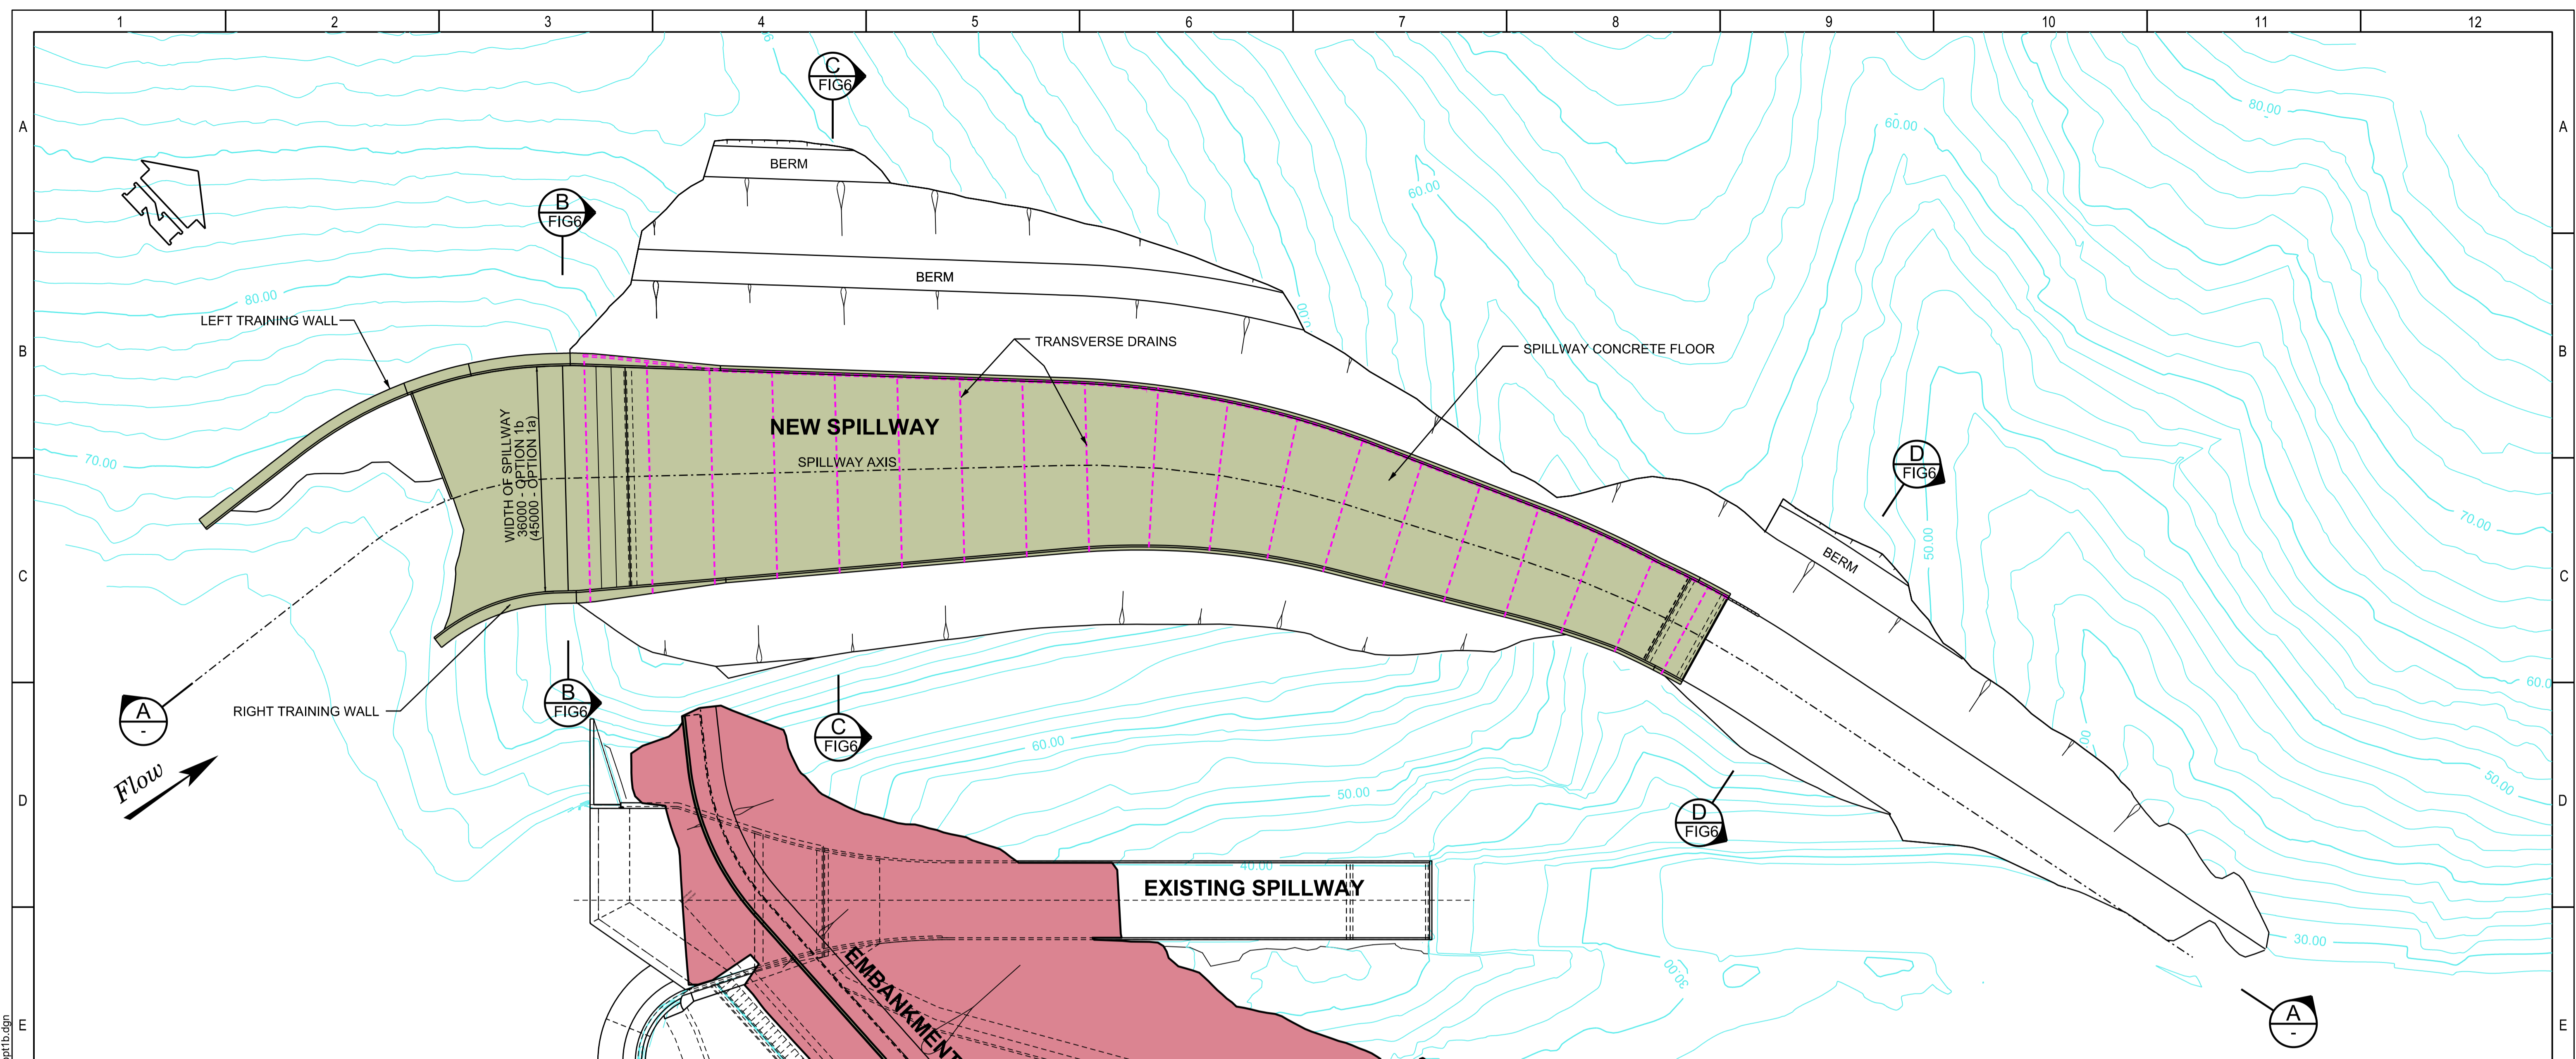 1 2 3 4 5 6 7 8 9 10 11 12
A
A
B
B
C
C
D
D
E
E
C
FIG6
BERM
80.00
60.00
60.00
B
FIG6
BERM
80.00
LEFT TRAINING WALL
TRANSVERSE DRAINS
SPILLWAY CONCRETE FLOOR
WIDTH OF SPILLWAY
36000 - OPTION 1b
(45000 - OPTION 1a)
NEW SPILLWAY
SPILLWAY AXIS
70.00
D
FIG6
50.00
70.00
BERM
A
-
RIGHT TRAINING WALL
B
FIG6
C
FIG6
60.00
60.0
Flow
50.00
50.00
D
FIG6
40.00
EXISTING SPILLWAY
EMBANKMENT
30.00
30.00
A
-
N
opt1b.dgn